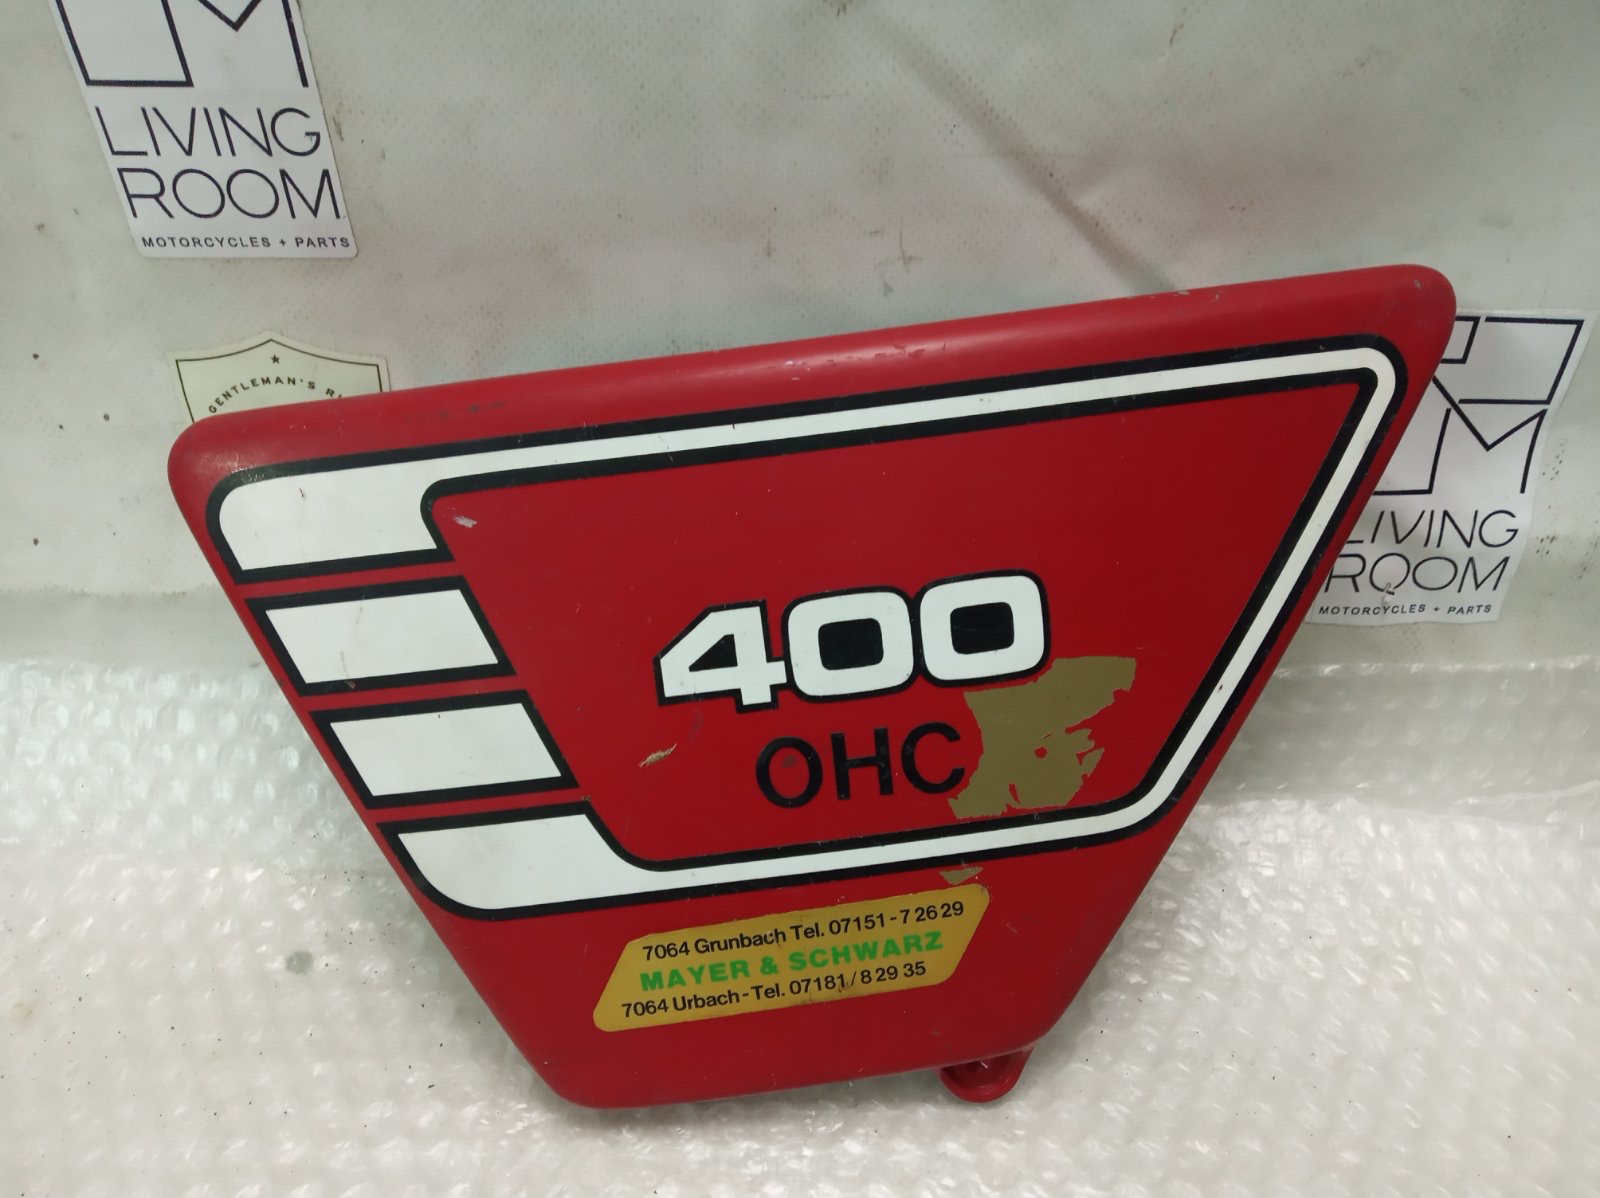 LIVING
ROOM
MOTORCYCLES + PARTS
GENTLEMAN'S
LIVING
ROOM
MOTORCYCLES + PARTS
400
OHC
7064 Grunbach Tel. 07151-7 26 29
MAYER & SCHWARZ
7064 Urbach-Tel. 07181/8 29 35